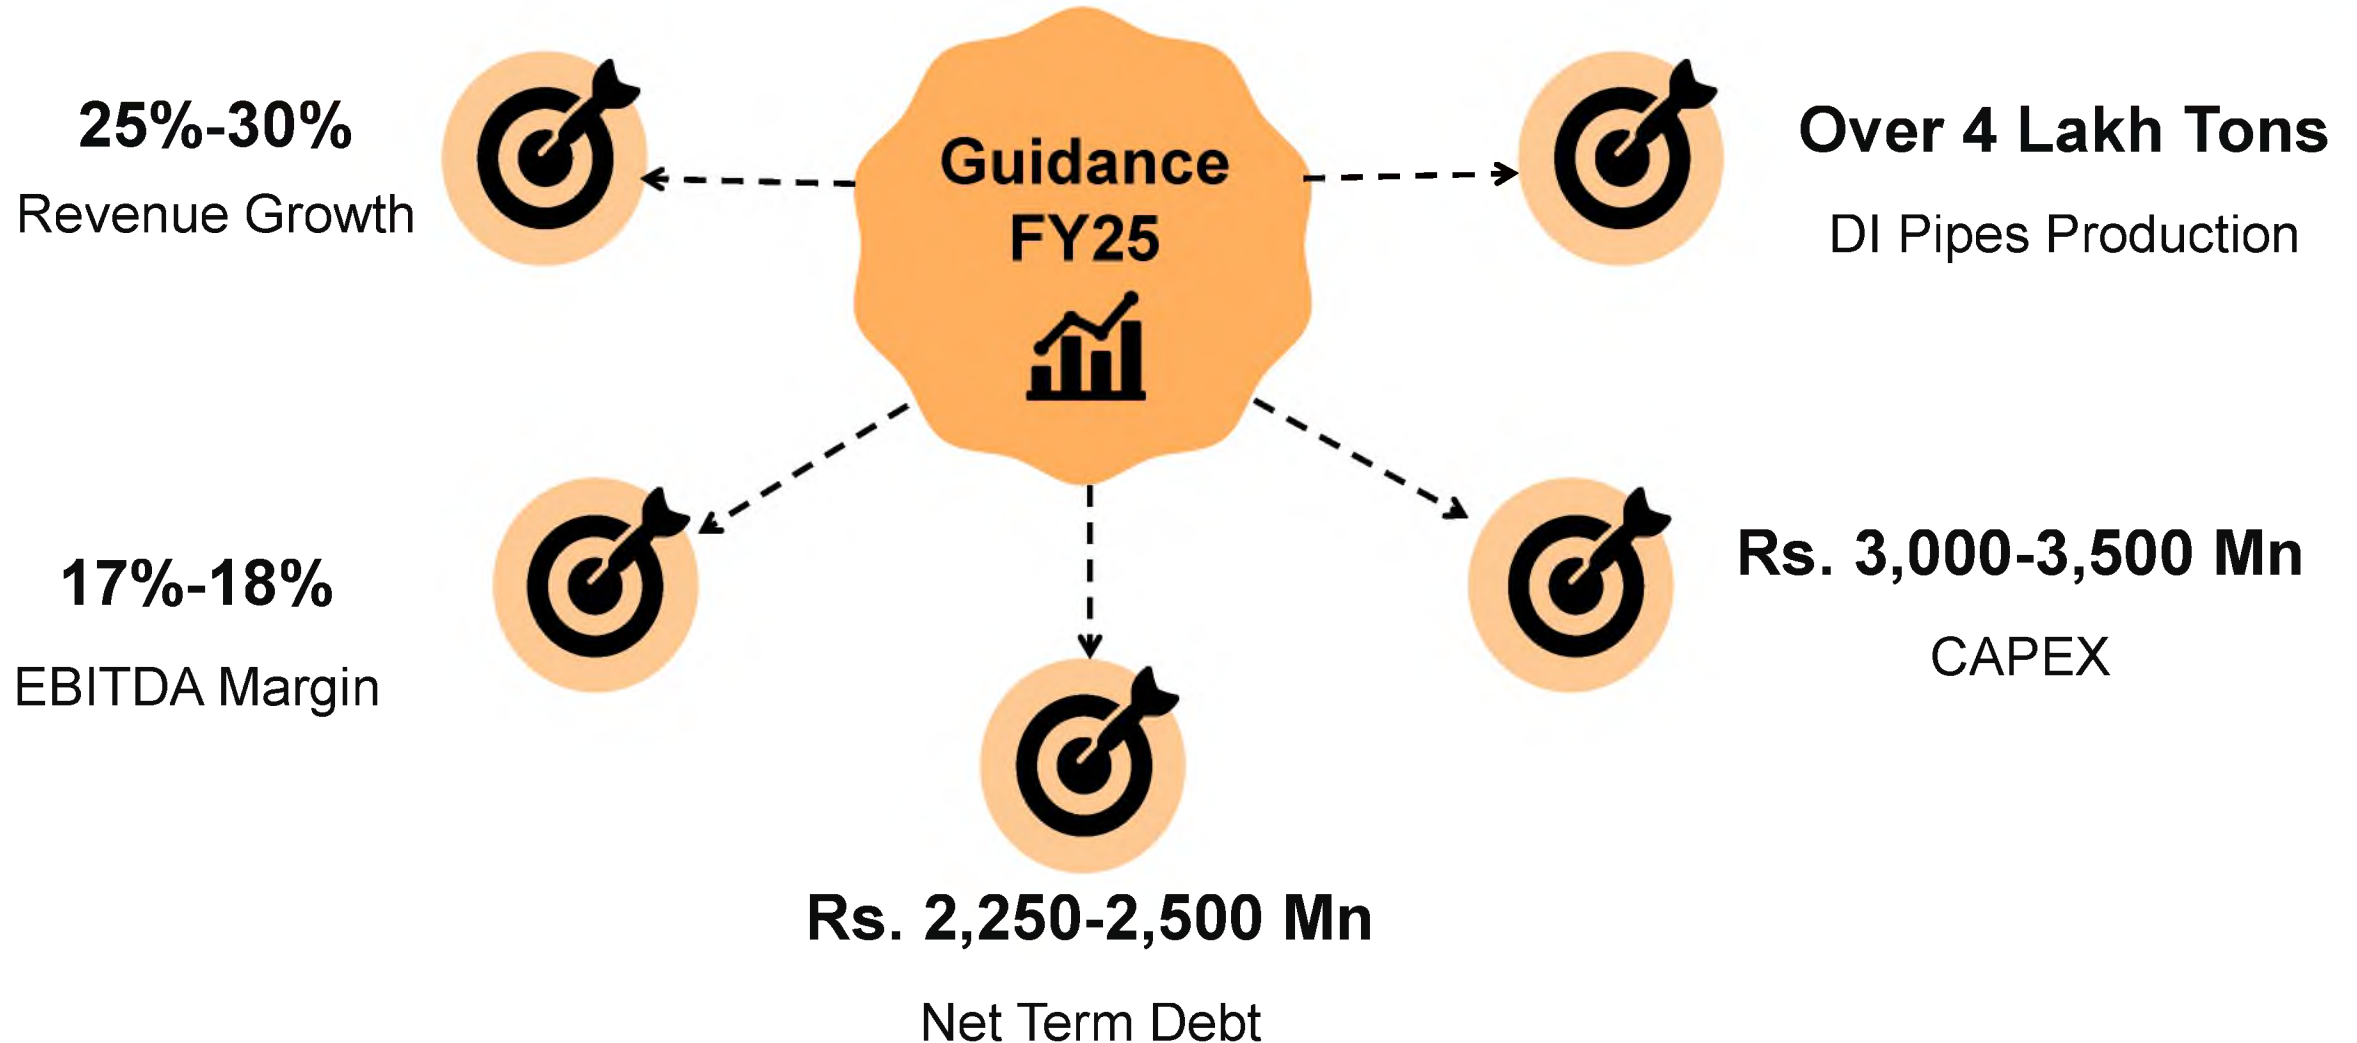 Guidance
FY25
25%-30%
Revenue Growth
Over 4 Lakh Tons
DI Pipes Production
17%-18%
EBITDA Margin
Rs. 3,000-3,500 Mn
CAPEX
Rs. 2,250-2,500 Mn
Net Term Debt